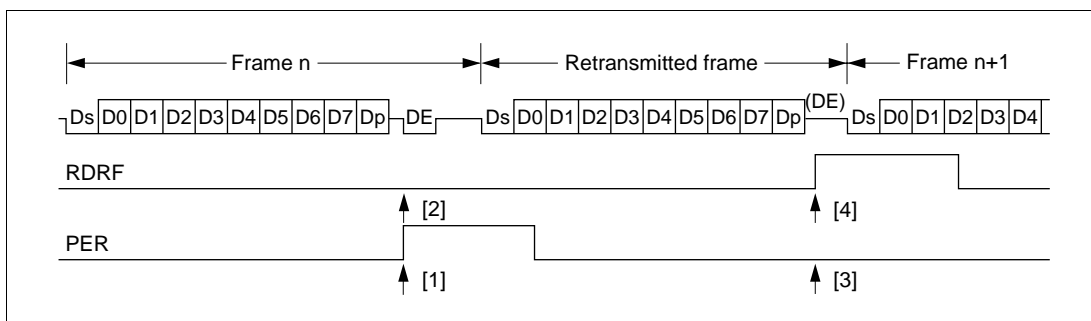 Frame n Retransmitted frame Frame n+1
Ds D0 D1 D2 D3 D4 D5 D6 D7 Dp DE Ds D0 D1 D2 D3 D4 D5 D6 D7 Dp (DE) Ds D0 D1 D2 D3 D4
RDRF
[2] [4]
PER
[1] [3]